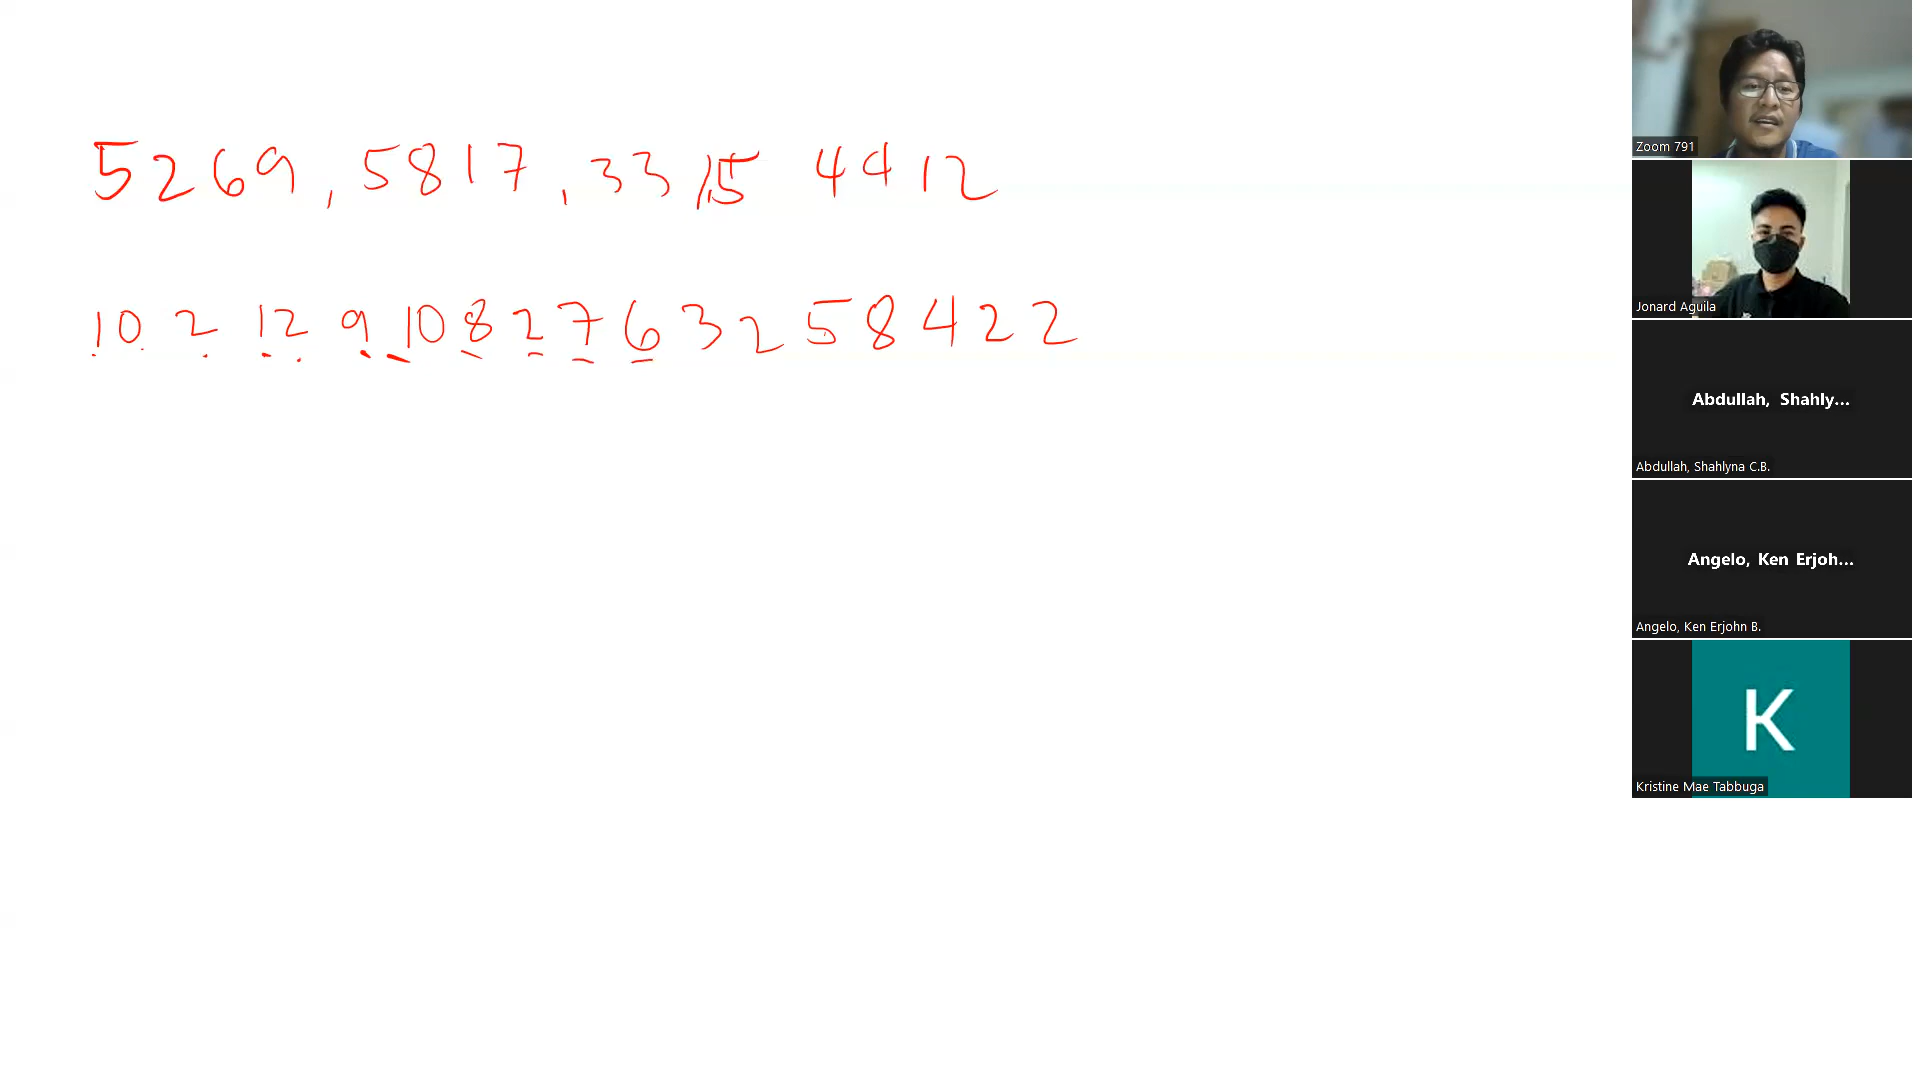 5269, 5817, 3315 4412
10 2 12 9 10 8 2 7 6 3 2 5 8 4 2 2
Zoom 791
Jonard Aguila
Abdullah, Shahly...
Abdullah, Shahlyna C.B.
Angelo, Ken Erjoh...
Angelo, Ken Erjohn B.
K
Kristine Mae Tabbuga